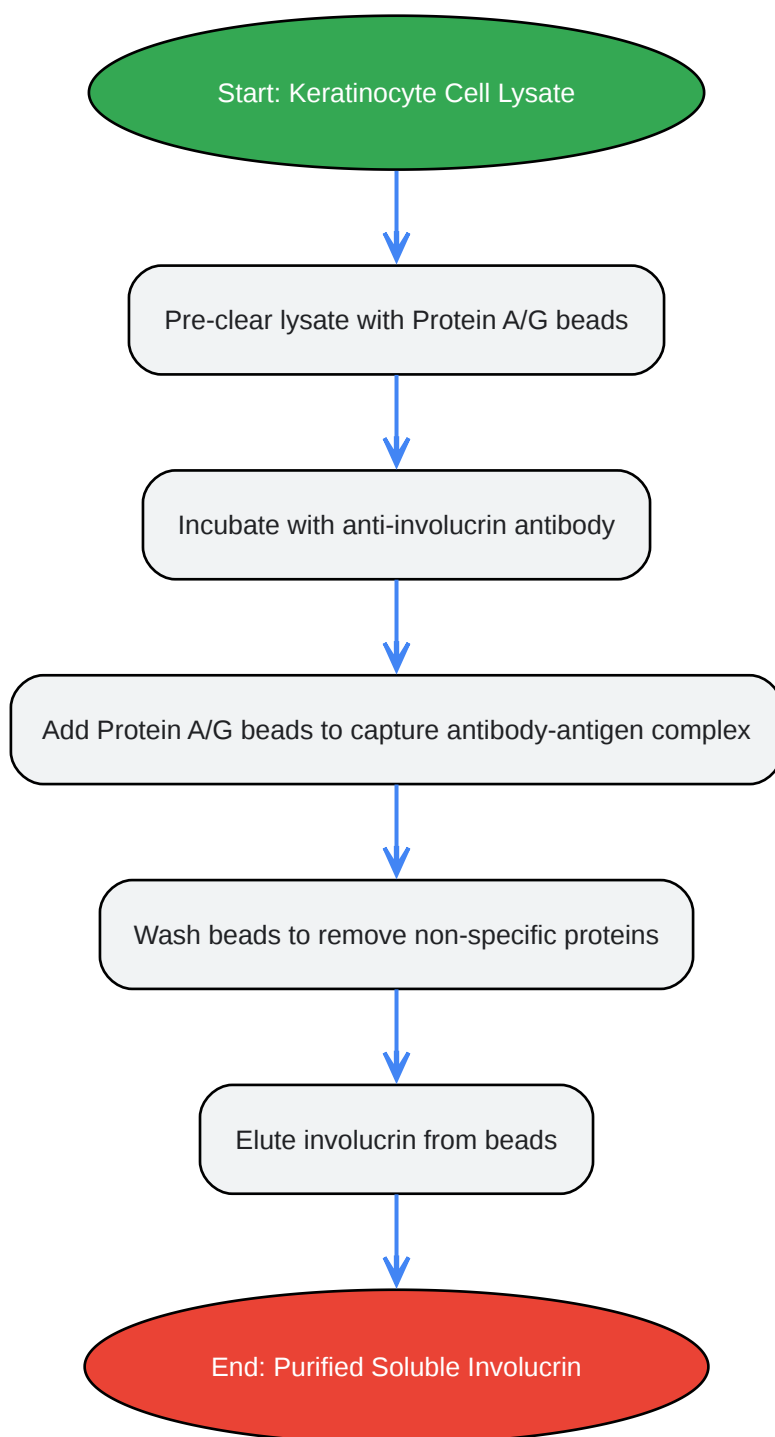 Start: Keratinocyte Cell Lysate
Pre-clear lysate with Protein A/G beads
Incubate with anti-involucrin antibody
Add Protein A/G beads to capture antibody-antigen complex
Wash beads to remove non-specific proteins
Elute involucrin from beads
End: Purified Soluble Involucrin